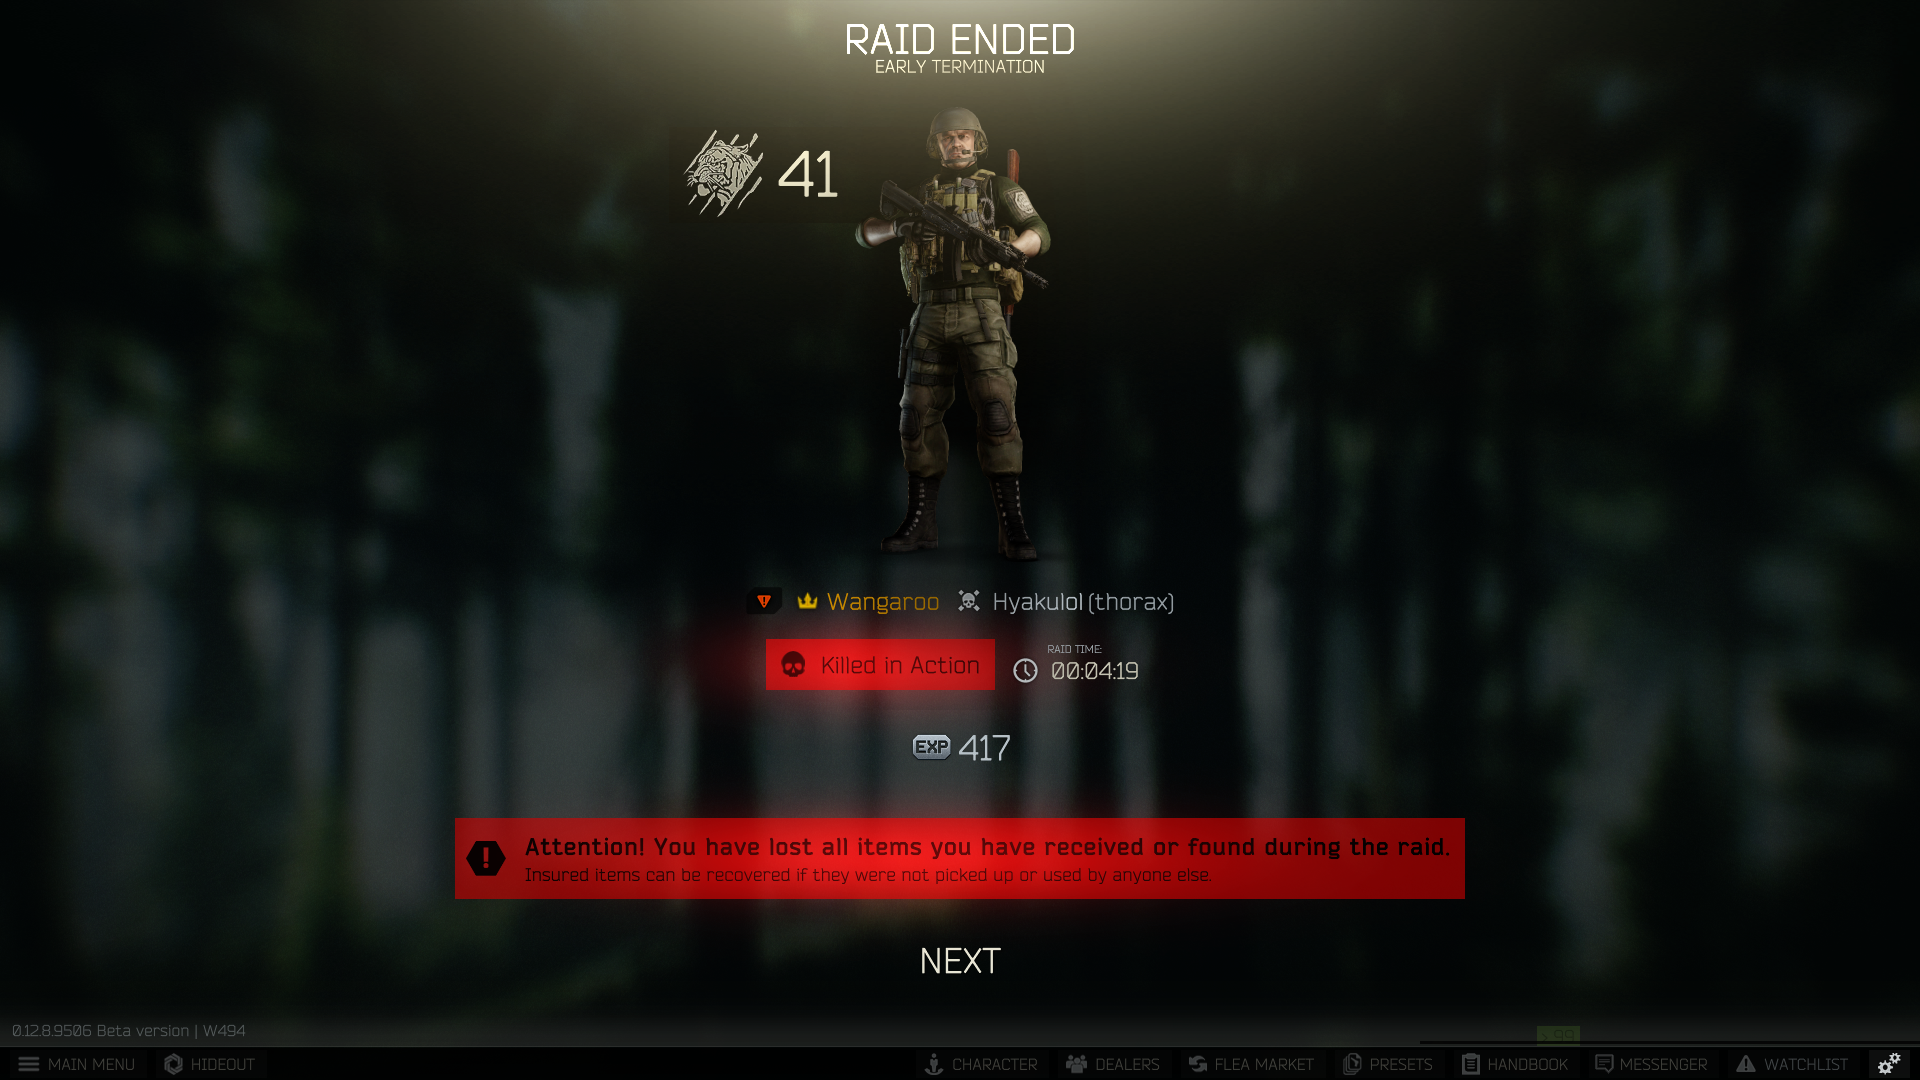 RAID ENDED
EARLY TERMINATION
41
Wangaroo Hyakulol (thorax)
Killed in Action
RAID TIME:
00:04:19
EXP 417
! Attention! You have lost all items you have received or found during the raid.
Insured items can be recovered if they were not picked up or used by anyone else.
NEXT
0.12.8.9506 Beta version | W494
MAIN MENU HIDEOUT CHARACTER DEALERS FLEA MARKET PRESETS HANDBOOK MESSENGER WATCHLIST